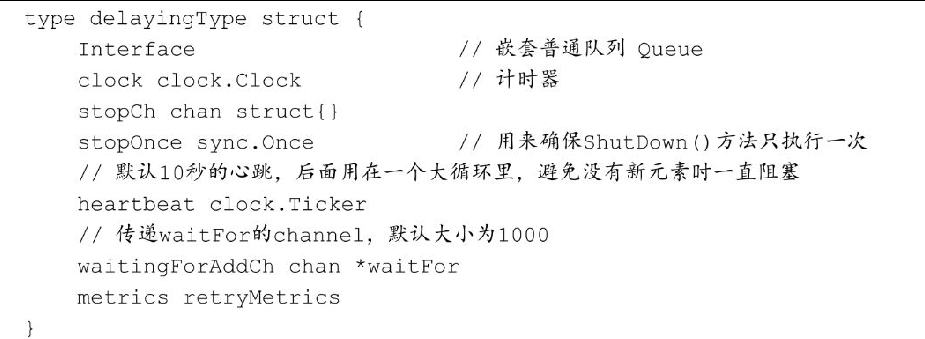 type delayingType struct {
    Interface                    // 嵌套普通队列 Queue
    clock clock.Clock            // 计时器
    stopCh chan struct{}
    stopOnce sync.Once           // 用来确保ShutDown()方法只执行一次
    // 默认10秒的心跳，后面用在一个大循环里，避免没有新元素时一直阻塞
    heartbeat clock.Ticker
    // 传递waitFor的channel，默认大小为1000
    waitingForAddCh chan *waitFor
    metrics retryMetrics
}